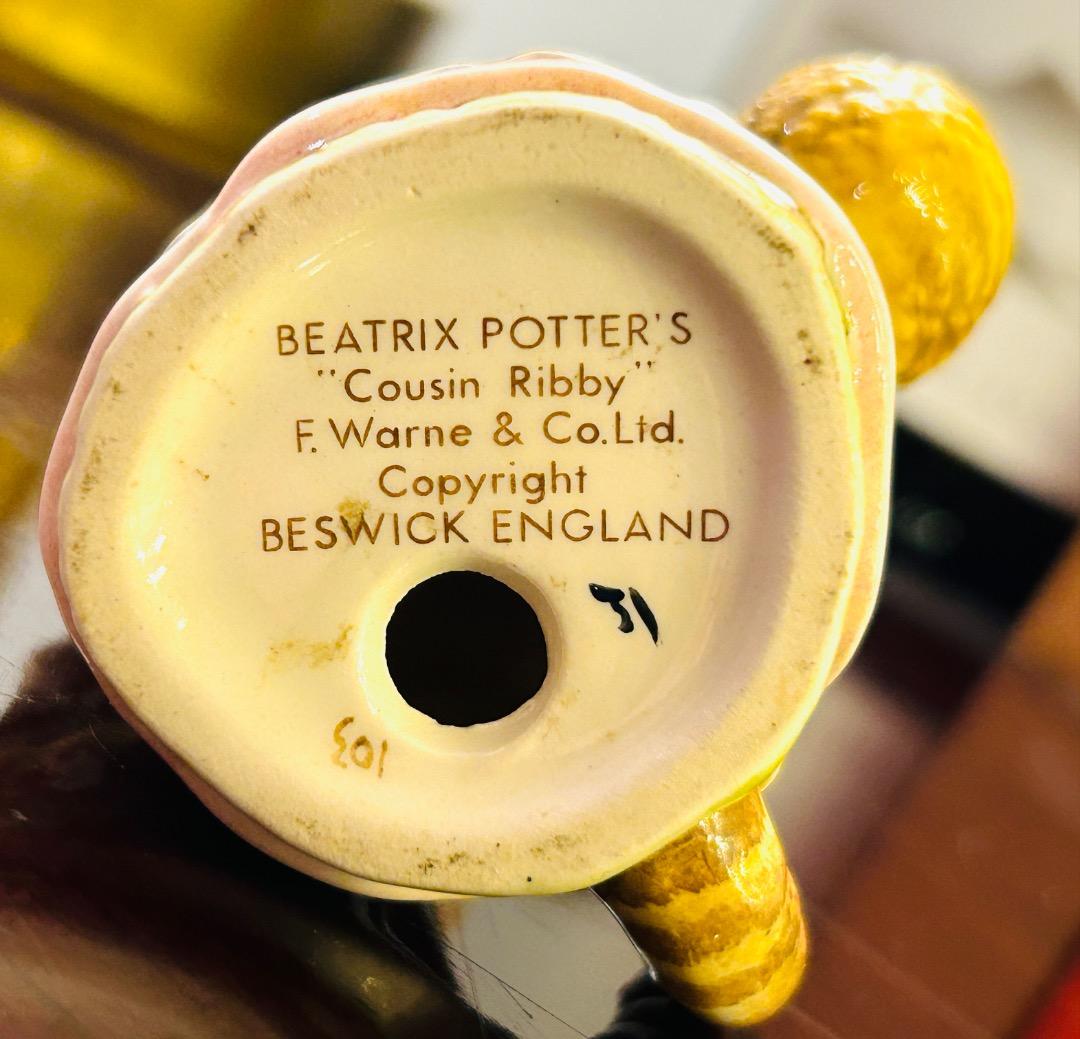 BEATRIX POTTER'S
"Cousin Ribby"
F. Warne & Co. Ltd.
Copyright
BESWICK ENGLAND
31
103